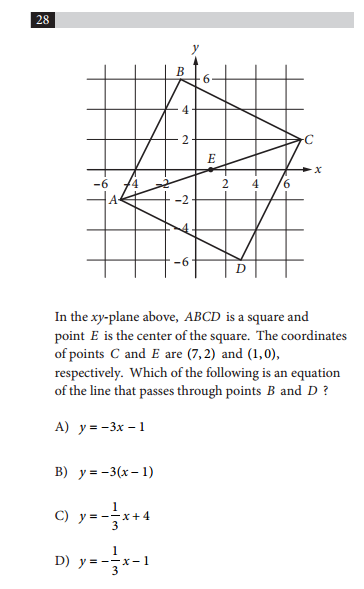 28
y
B
6
4
2
C
E
x
-6
-4
-2
2
4
6
A
-2
-4
-6
D
In the xy-plane above, ABCD is a square and
point E is the center of the square. The coordinates
of points C and E are (7, 2) and (1, 0),
respectively. Which of the following is an equation
of the line that passes through points B and D ?
A) y = −3x − 1
B) y = −3(x − 1)
C) y = −1/3 x + 4
D) y = −1/3 x − 1